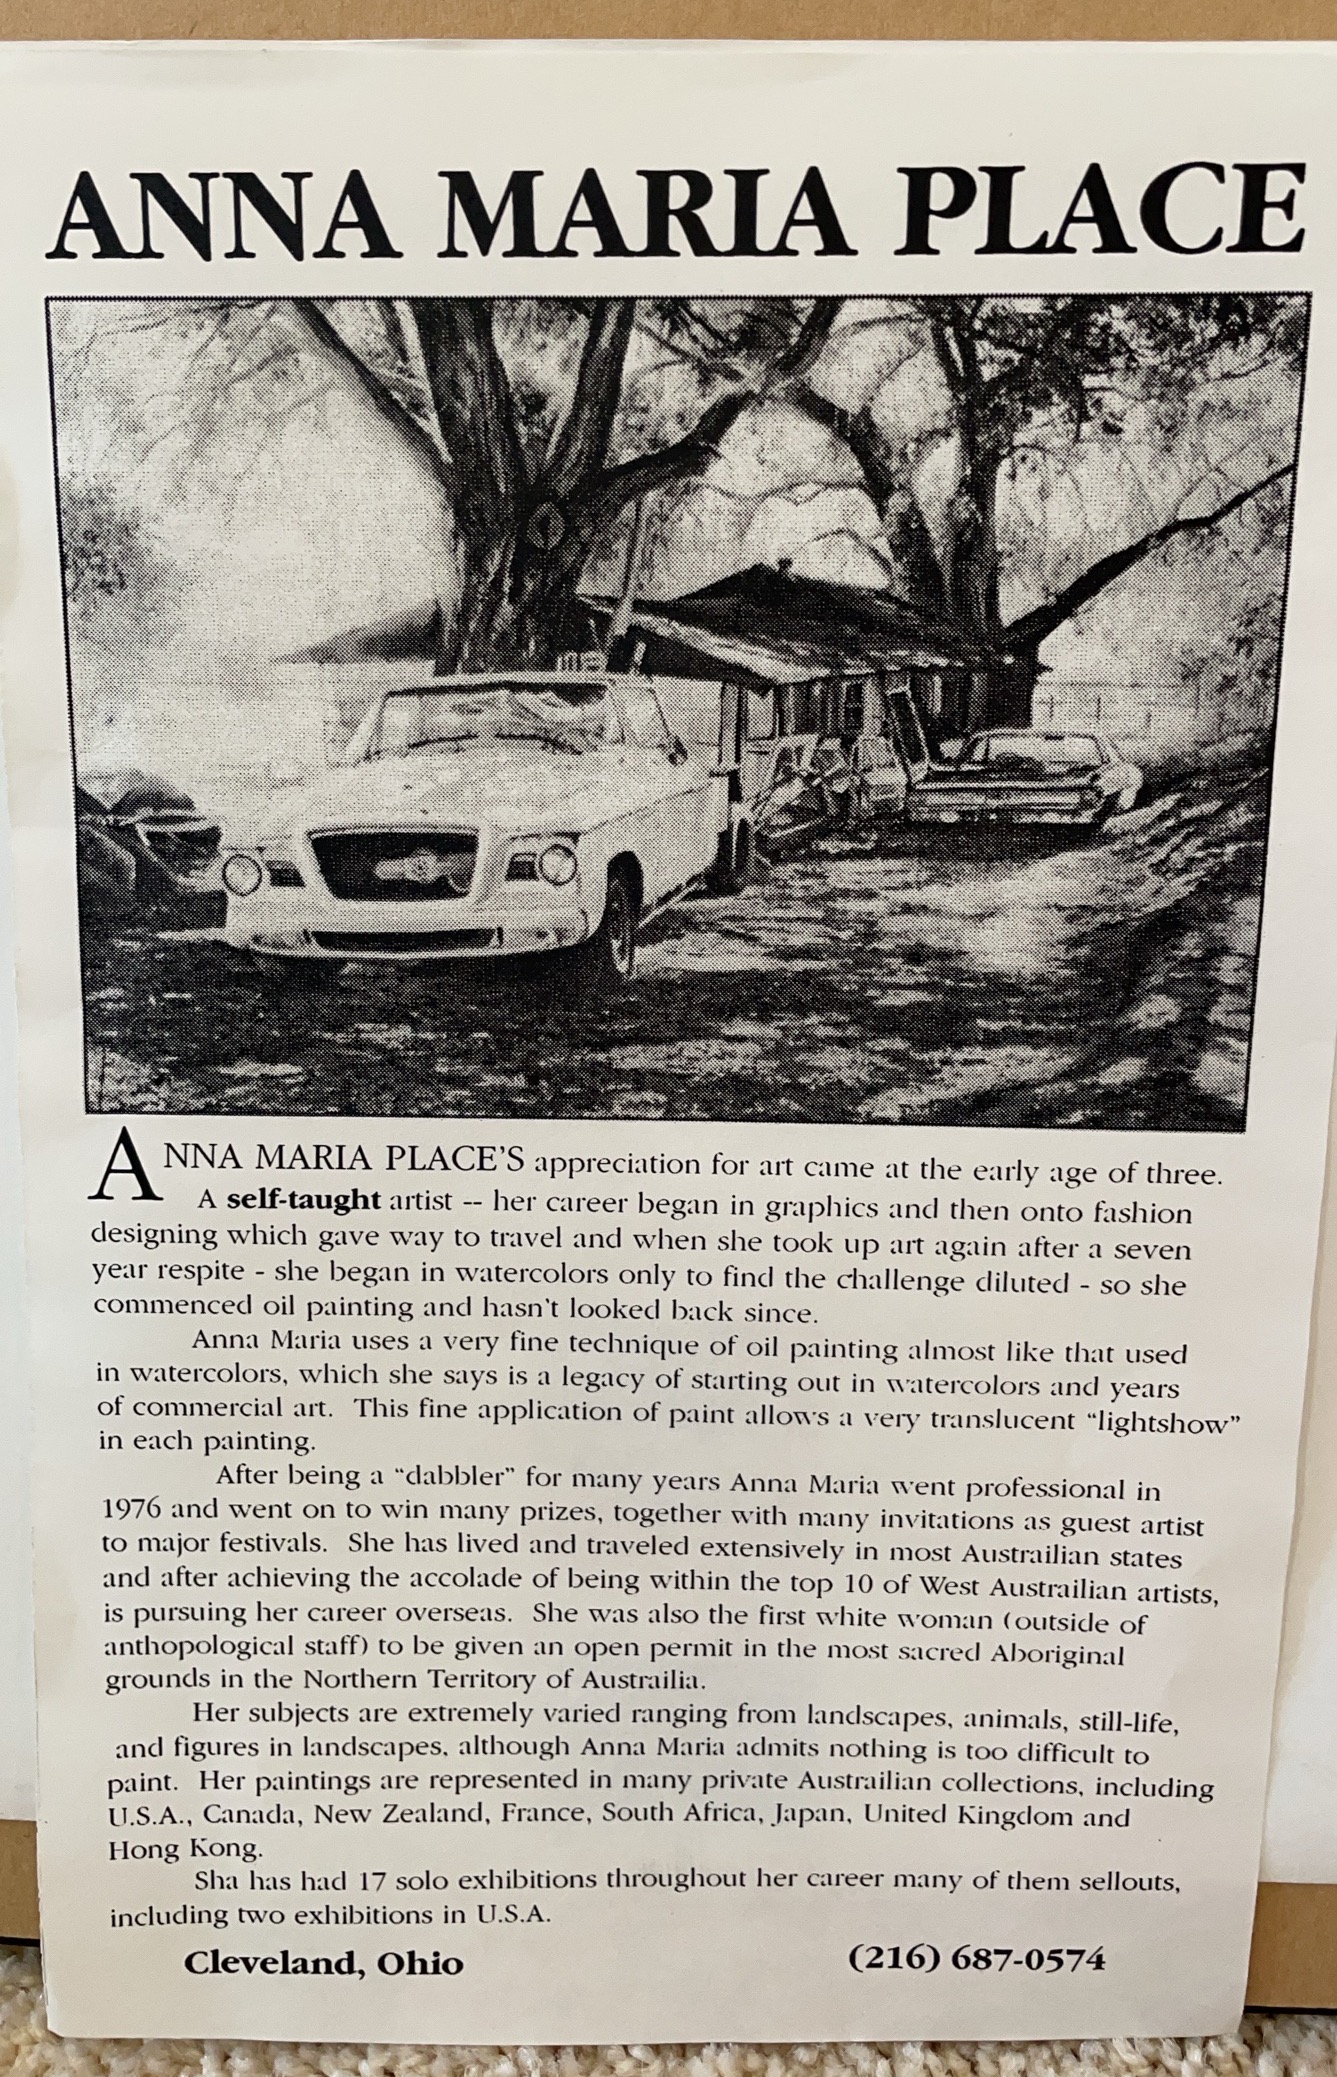 ANNA MARIA PLACE
ANNA MARIA PLACE'S appreciation for art came at the early age of three.
A self-taught artist -- her career began in graphics and then onto fashion
designing which gave way to travel and when she took up art again after a seven
year respite - she began in watercolors only to find the challenge diluted - so she
commenced oil painting and hasn't looked back since.
Anna Maria uses a very fine technique of oil painting almost like that used
in watercolors, which she says is a legacy of starting out in watercolors and years
of commercial art. This fine application of paint allows a very translucent “lightshow”
in each painting.
After being a “dabbler” for many years Anna Maria went professional in
1976 and went on to win many prizes, together with many invitations as guest artist
to major festivals. She has lived and traveled extensively in most Austrailian states
and after achieving the accolade of being within the top 10 of West Austrailian artists,
is pursuing her career overseas. She was also the first white woman (outside of
anthopological staff) to be given an open permit in the most sacred Aboriginal
grounds in the Northern Territory of Austrailia.
Her subjects are extremely varied ranging from landscapes, animals, still-life,
and figures in landscapes, although Anna Maria admits nothing is too difficult to
paint. Her paintings are represented in many private Austrailian collections, including
U.S.A., Canada, New Zealand, France, South Africa, Japan, United Kingdom and
Hong Kong.
Sha has had 17 solo exhibitions throughout her career many of them sellouts,
including two exhibitions in U.S.A.
Cleveland, Ohio (216) 687-0574